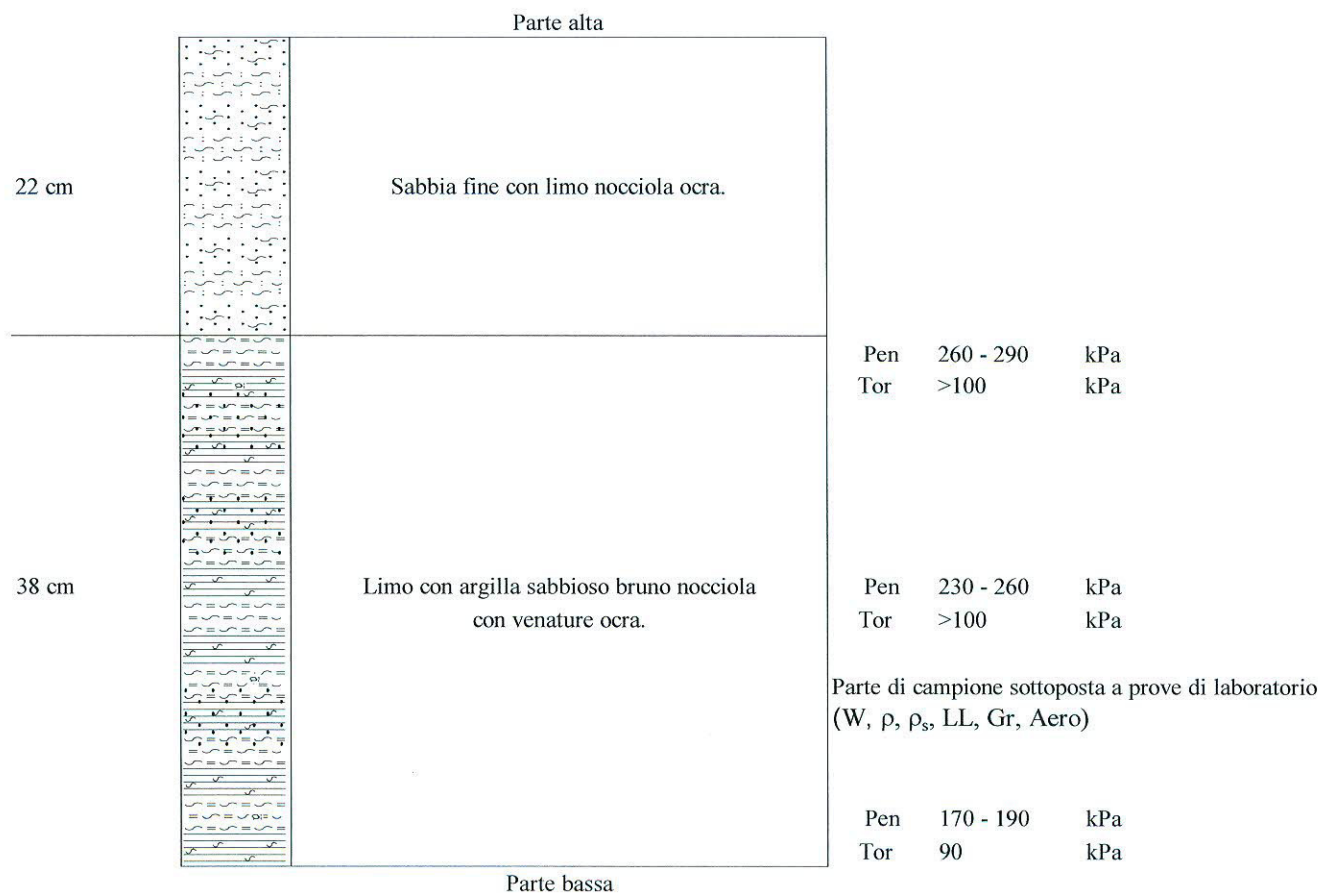 Parte alta
22 cm
Sabbia fine con limo nocciola ocra.
Pen 260 - 290 kPa
Tor >100 kPa
38 cm
Limo con argilla sabbioso bruno nocciola
con venature ocra.
Pen 230 - 260 kPa
Tor >100 kPa
Parte di campione sottoposta a prove di laboratorio
(W, ρ, ρs, LL, Gr, Aero)
Pen 170 - 190 kPa
Tor 90 kPa
Parte bassa